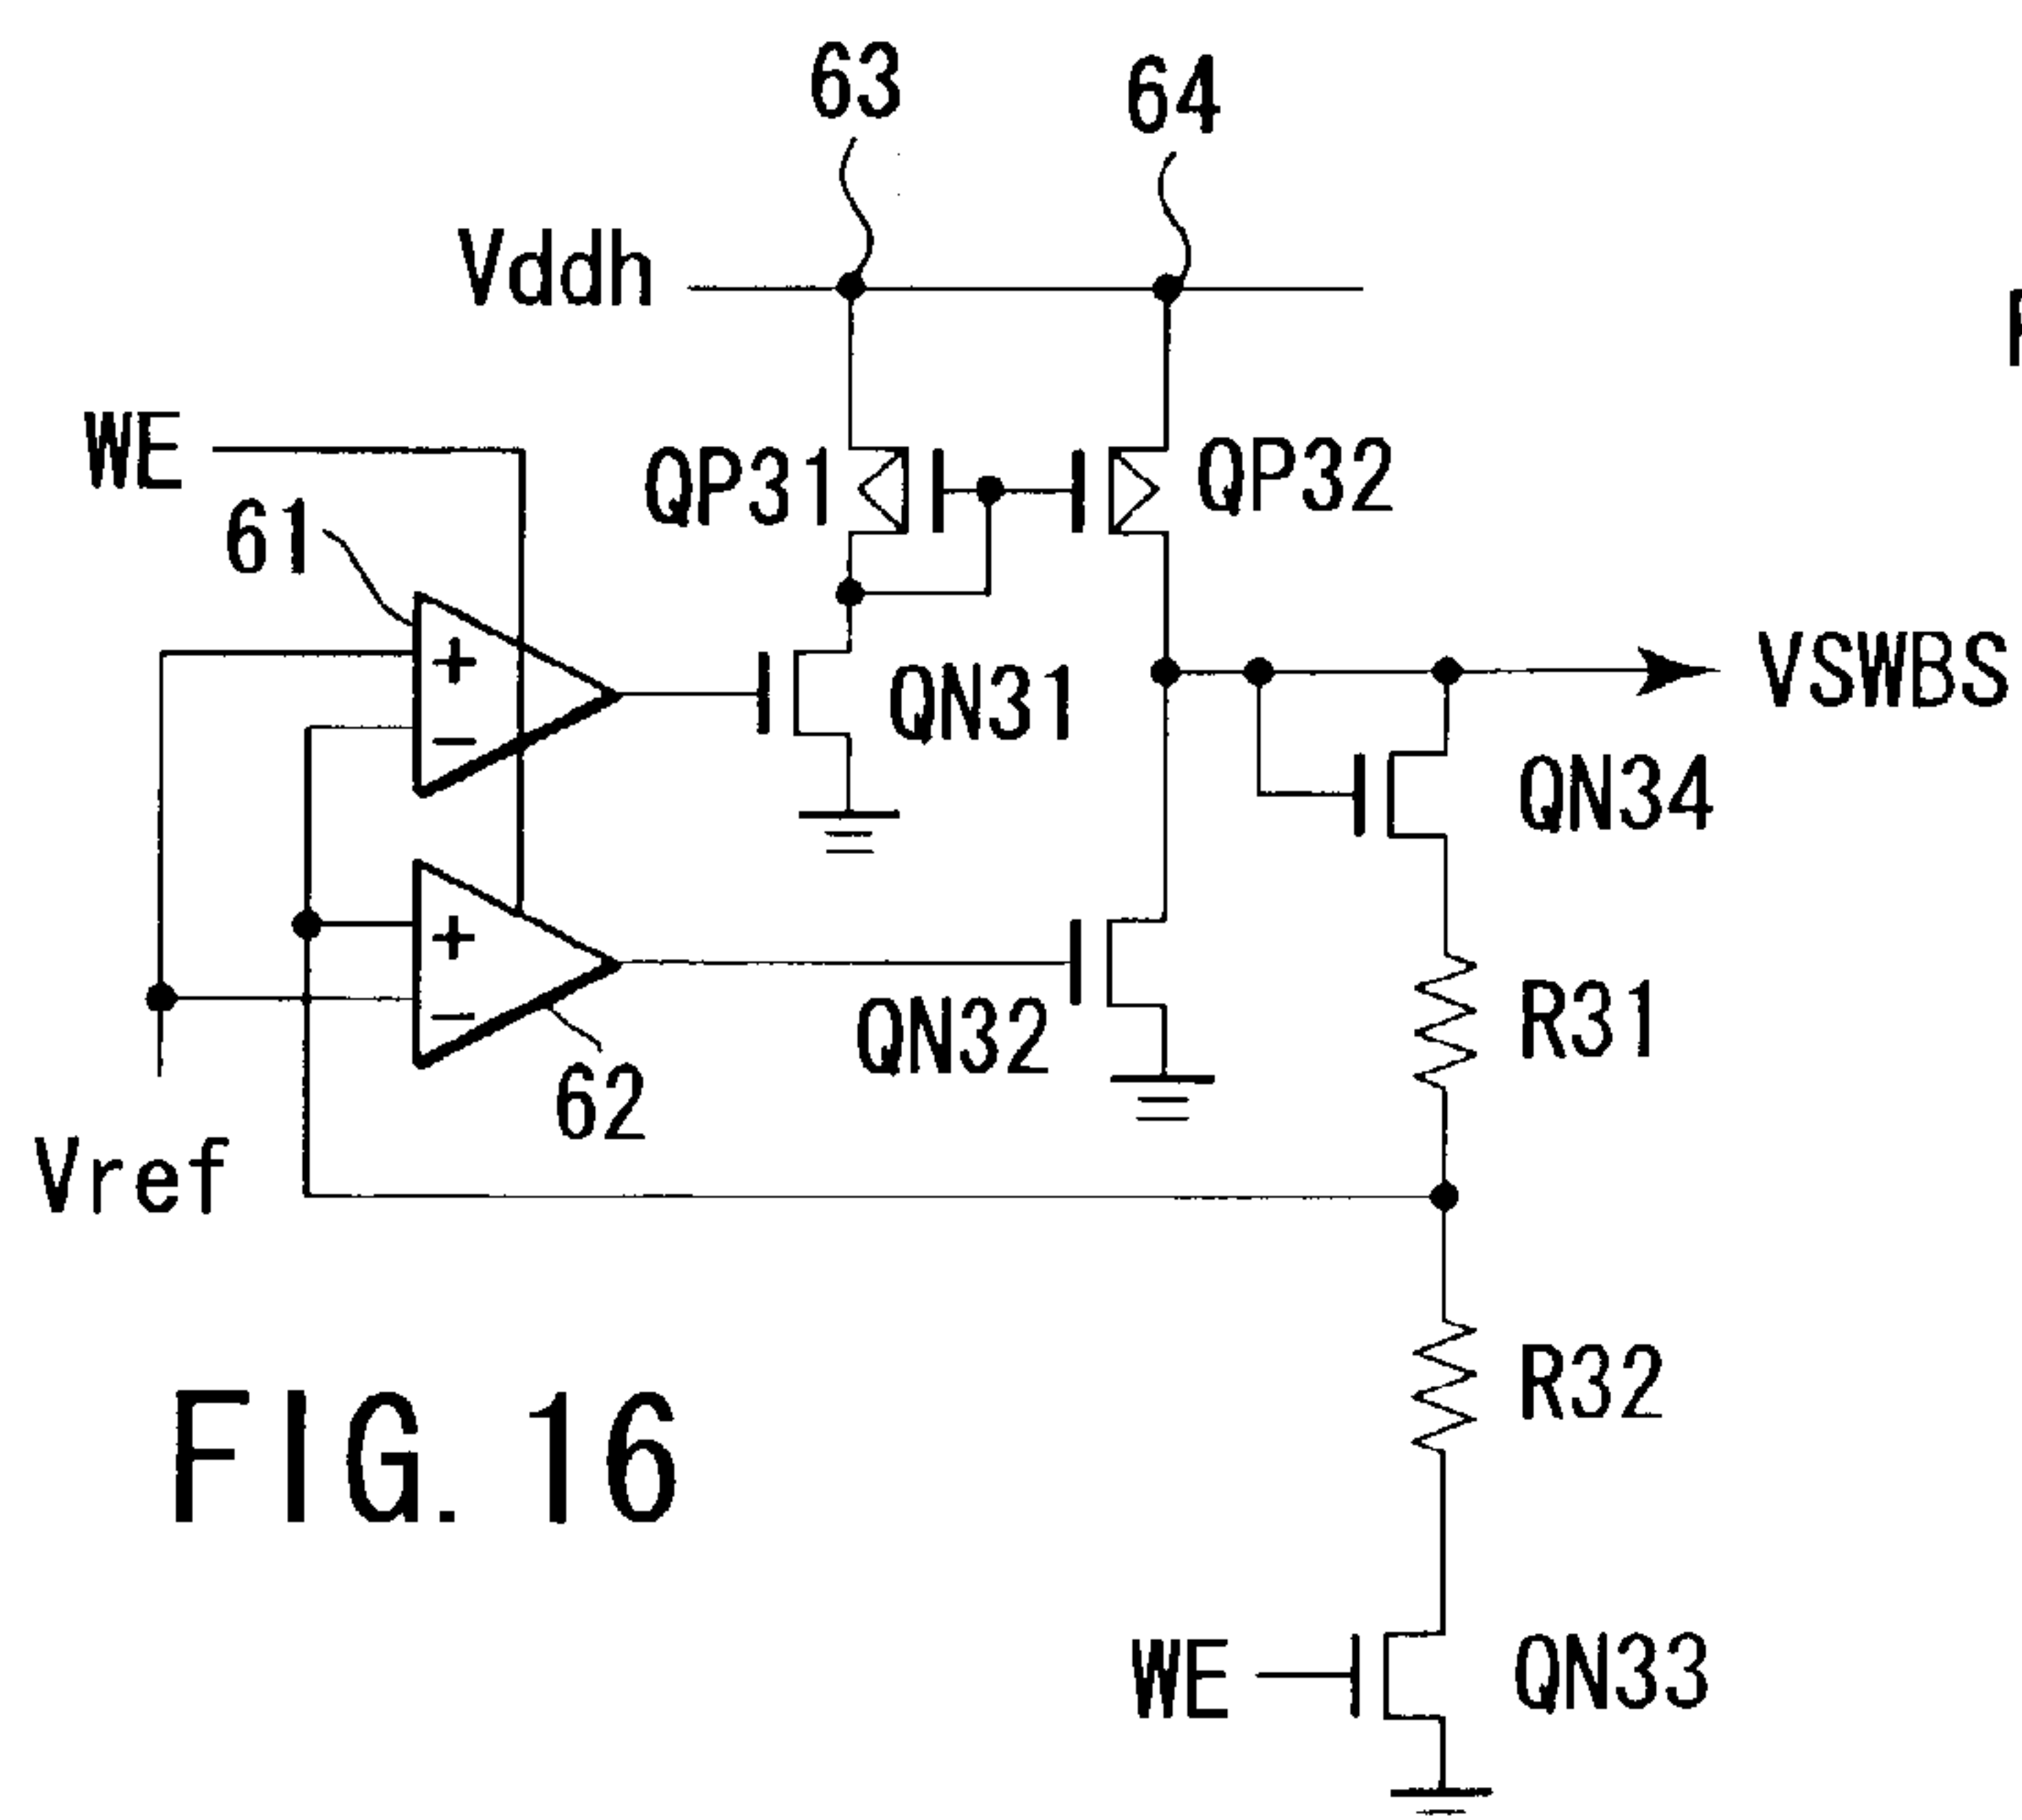 63
64
Vddh
WE
QP31
QP32
61
+
−
QN31
VSWBS
QN34
+
−
QN32
R31
62
Vref
R32
FIG. 16
WE
QN33